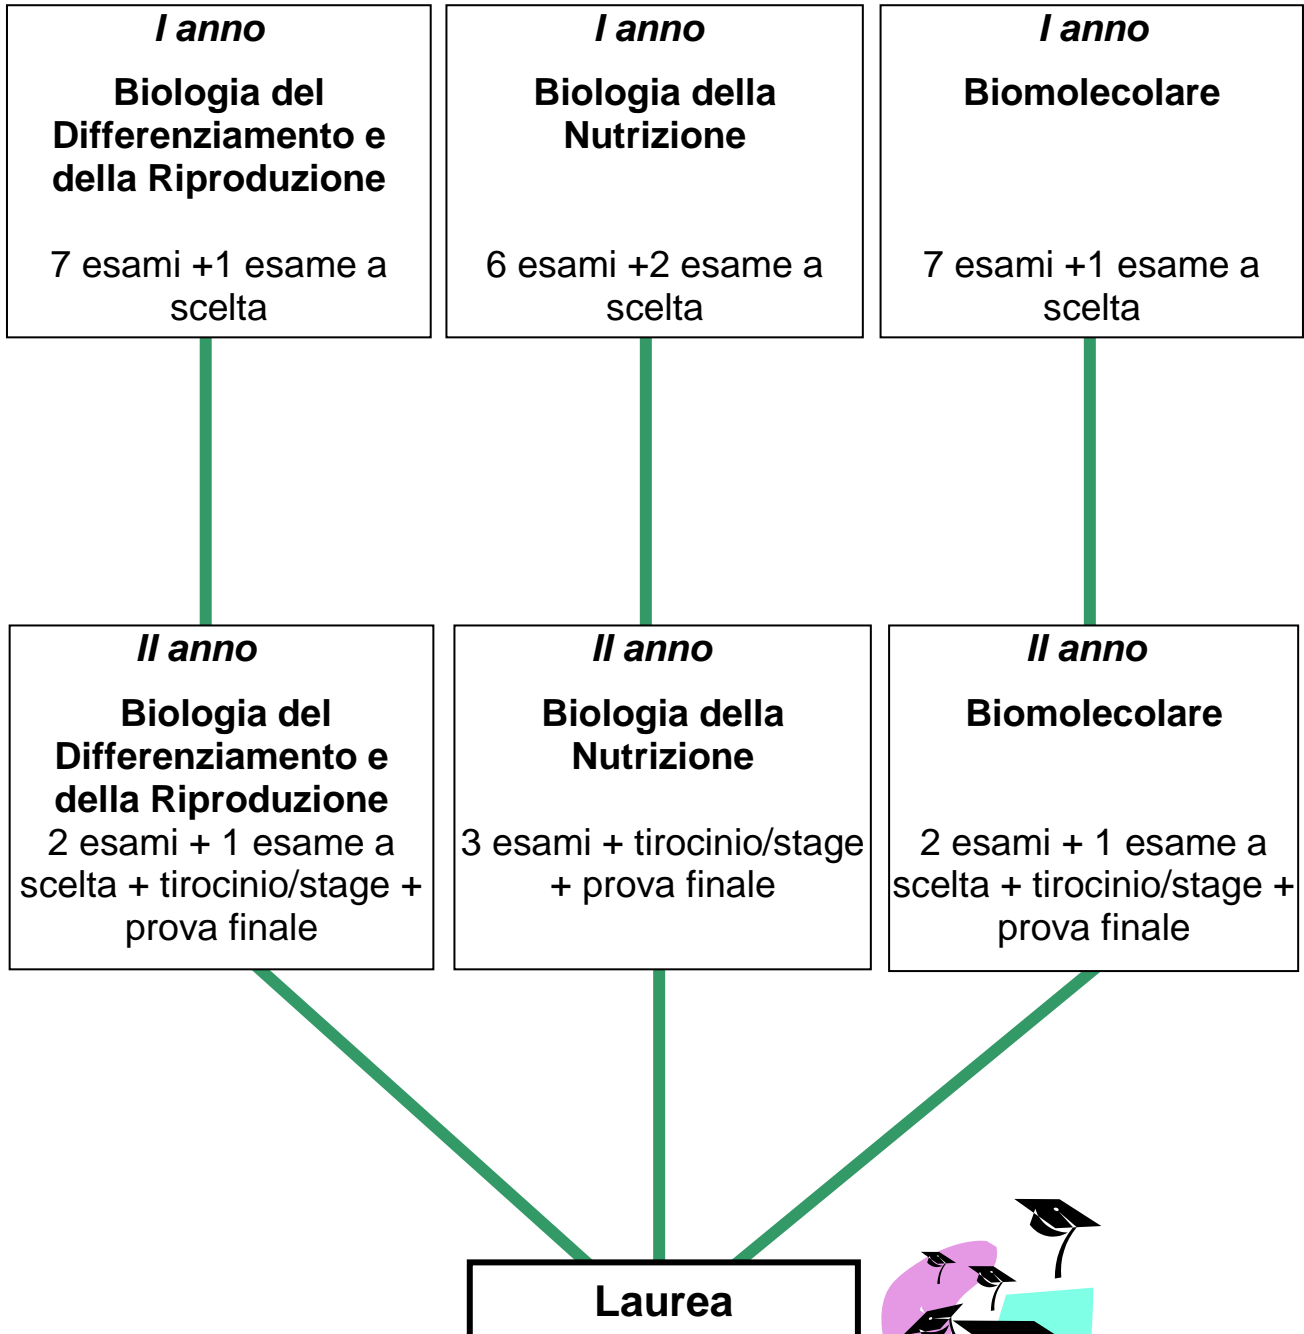 I anno
Biologia del
Differenziamento e
della Riproduzione
7 esami +1 esame a
scelta
I anno
Biologia della
Nutrizione
6 esami +2 esame a
scelta
I anno
Biomolecolare
7 esami +1 esame a
scelta
II anno
Biologia del
Differenziamento e
della Riproduzione
2 esami + 1 esame a
scelta + tirocinio/stage +
prova finale
II anno
Biologia della
Nutrizione
3 esami + tirocinio/stage
+ prova finale
II anno
Biomolecolare
2 esami + 1 esame a
scelta + tirocinio/stage +
prova finale
Laurea